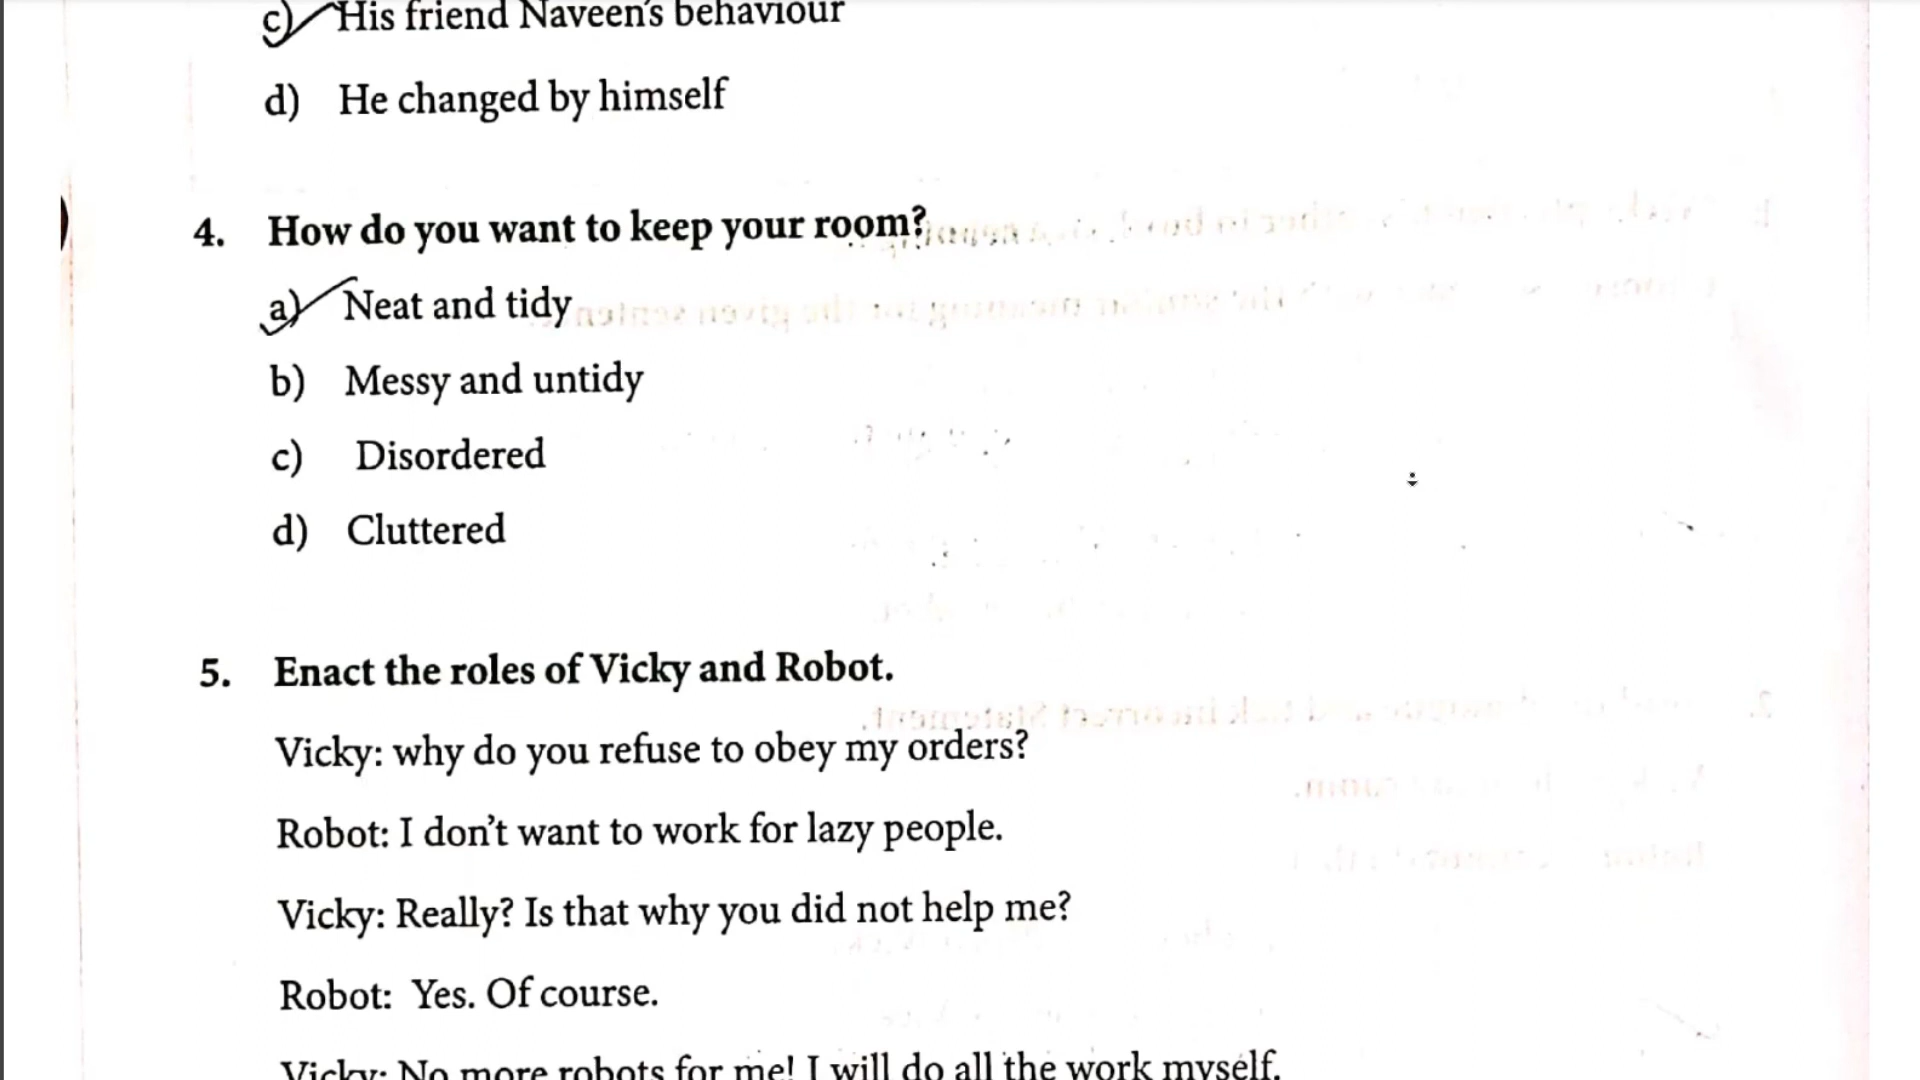 c) His friend Naveen's behaviour
d) He changed by himself
4. How do you want to keep your room?
a) Neat and tidy
b) Messy and untidy
c) Disordered
d) Cluttered
5. Enact the roles of Vicky and Robot.
Vicky: why do you refuse to obey my orders?
Robot: I don't want to work for lazy people.
Vicky: Really? Is that why you did not help me?
Robot: Yes. Of course.
Vicky: No more robots for me! I will do all the work myself.